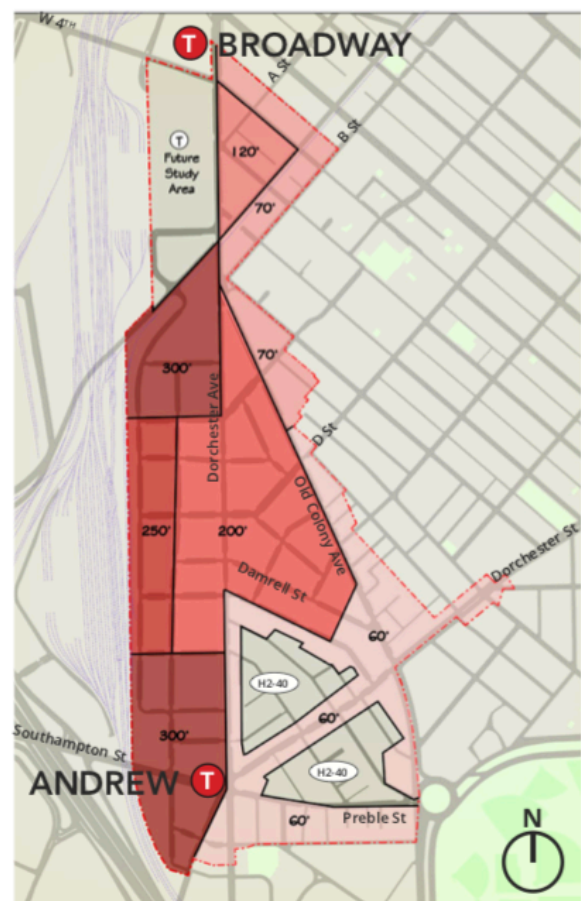 W 4TH
T BROADWAY
A St
B St
T
Future
Study
Area
120'
70'
300'
70'
Dorchester Ave
D St
Old Colony Ave
250'
200'
Damrell St
Dorchester St
60'
H2-40
60'
Southampton St
300'
ANDREW T
H2-40
60'
Preble St
N